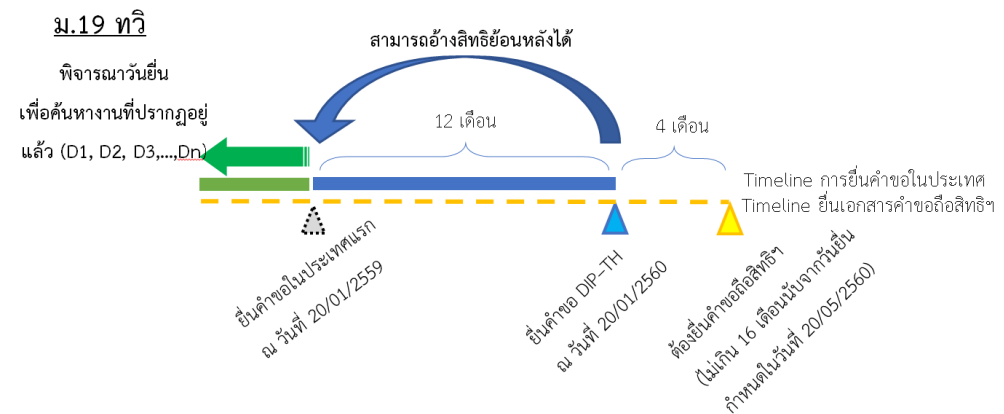 ม.19 ทวิ
พิจารณาวันยื่น
เพื่อค้นหางานที่ปรากฏอยู่
แล้ว (D1, D2, D3,...,Dn)
สามารถอ้างสิทธิย้อนหลังได้
12 เดือน
4 เดือน
Timeline การยื่นคำขอในประเทศ
Timeline ยื่นเอกสารคำขอถือสิทธิฯ
ยื่นคำขอในประเทศแรก
ณ วันที่ 20/01/2559
ยื่นคำขอ DIP-TH
ณ วันที่ 20/01/2560
ต้องยื่นคำขอถือสิทธิฯ
(ไม่เกิน 16 เดือนนับจากวันยื่น
กำหนดในวันที่ 20/05/2560)